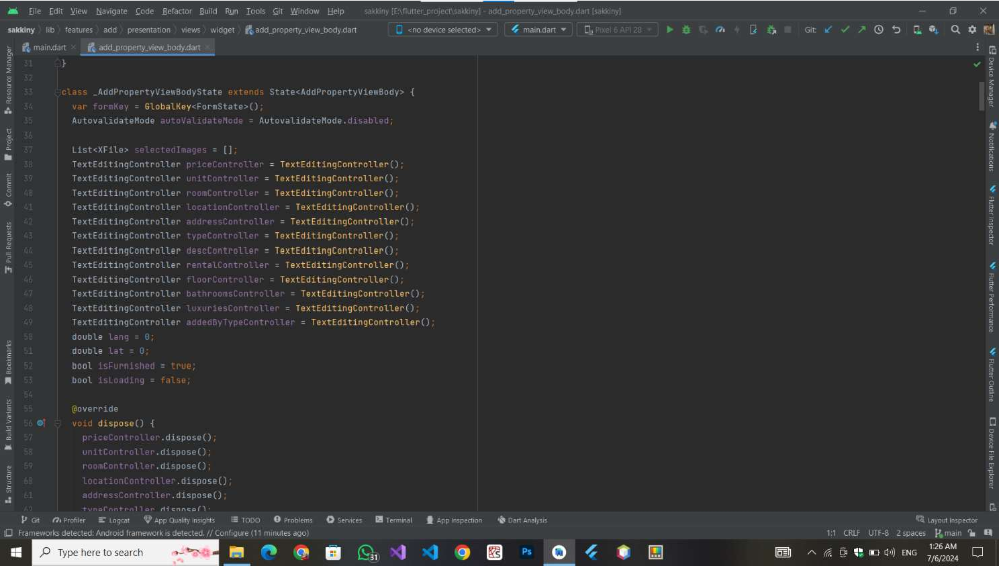 File Edit View Navigate Code Refactor Build Run Tools Git Window Help sakkiny [E:\flutter_project\sakkiny] - add_property_view_body.dart [sakkiny]
sakkiny lib features add presentation views widget add_property_view_body.dart <no device selected> main.dart Pixel 6 API 28 Git:
main.dart add_property_view_body.dart
31 }
32
33 class _AddPropertyViewBodyState extends State<AddPropertyViewBody> {
34 var formKey = GlobalKey<FormState>();
35 AutovalidateMode autoValidateMode = AutovalidateMode.disabled;
36
37 List<XFile> selectedImages = [];
38 TextEditingController priceController = TextEditingController();
39 TextEditingController unitController = TextEditingController();
40 TextEditingController roomController = TextEditingController();
41 TextEditingController locationController = TextEditingController();
42 TextEditingController addressController = TextEditingController();
43 TextEditingController typeController = TextEditingController();
44 TextEditingController descController = TextEditingController();
45 TextEditingController rentalController = TextEditingController();
46 TextEditingController floorController = TextEditingController();
47 TextEditingController bathroomsController = TextEditingController();
48 TextEditingController luxuriesController = TextEditingController();
49 TextEditingController addedByTypeController = TextEditingController();
50 double lang = 0;
51 double lat = 0;
52 bool isFurnished = true;
53 bool isLoading = false;
54
55 @override
56 void dispose() {
57 priceController.dispose();
58 unitController.dispose();
59 roomController.dispose();
60 locationController.dispose();
61 addressController.dispose();
62 typeController.dispose();
Resource Manager
Project
Commit
Pull Requests
Bookmarks
Build Variants
Structure
Device Manager
Notifications
Flutter Inspector
Flutter Performance
Flutter Outline
Device File Explorer
Git Profiler Logcat App Quality Insights TODO Problems Services Terminal App Inspection Dart Analysis Layout Inspector
Frameworks detected: Android framework is detected. // Configure (11 minutes ago) 1:1 CRLF UTF-8 2 spaces main
Type here to search 31 Ps ENG 1:26 AM
7/6/2024